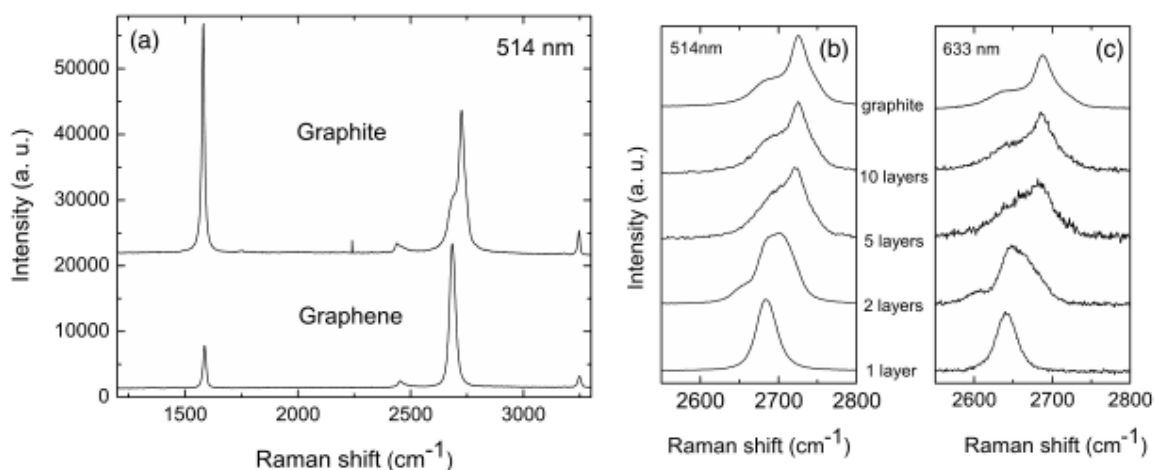 (a)
514 nm
Graphite
Graphene
Intensity (a. u.)
50000
40000
30000
20000
10000
0
1500
2000
2500
3000
Raman shift (cm⁻¹)
514nm
(b)
Intensity (a. u.)
2600
2700
2800
Raman shift (cm⁻¹)
graphite
10 layers
5 layers
2 layers
1 layer
633 nm
(c)
2600
2700
2800
Raman shift (cm⁻¹)